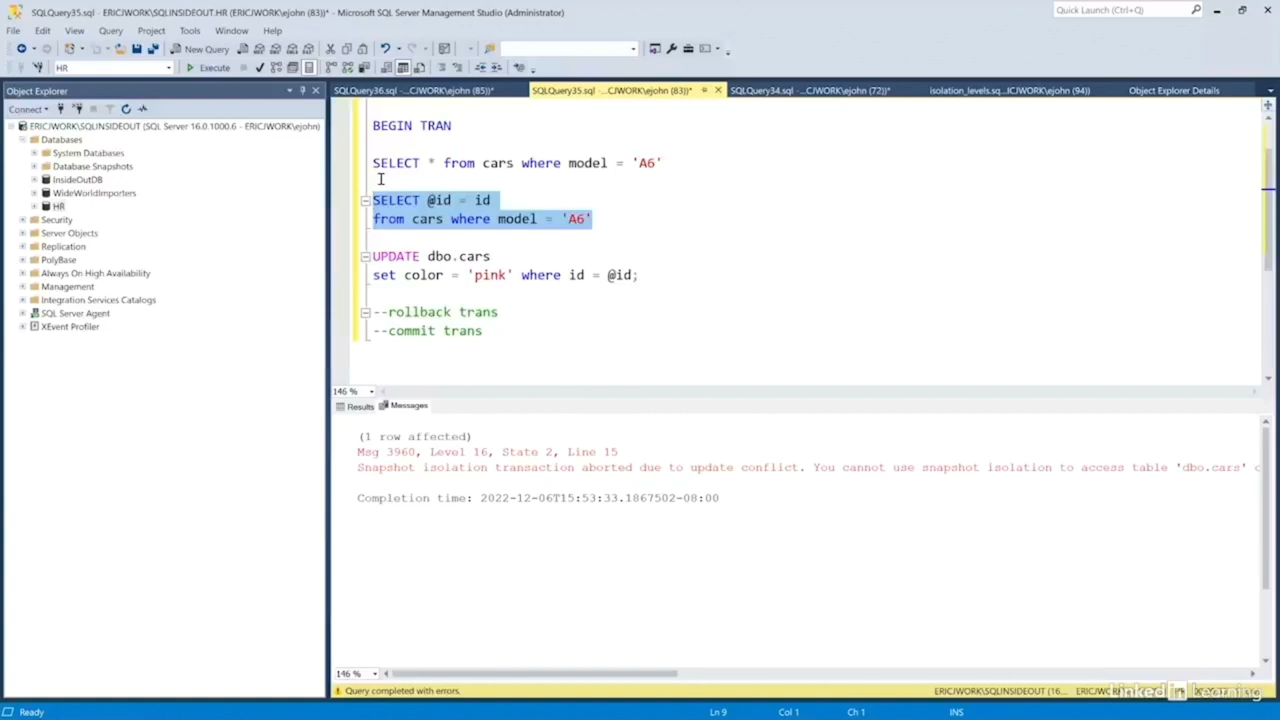 SQLQuery35.sql - ERICJWORK\SQLINSIDEOUT.HR (ERICJWORK\ejohn (83))* - Microsoft SQL Server Management Studio (Administrator)
Quick Launch (Ctrl+Q)
File Edit View Query Project Tools Window Help
New Query
HR
Execute
Object Explorer
SQLQuery36.sql -...CJWORK\ejohn (85))*
SQLQuery35.sql -...CJWORK\ejohn (83))*
SQLQuery34.sql -...CJWORK\ejohn (72))*
isolation_levels.sq...ICJWORK\ejohn (94))
Object Explorer Details
Connect
ERICJWORK\SQLINSIDEOUT (SQL Server 16.0.1000.6 - ERICJWORK\ejohn)
Databases
System Databases
Database Snapshots
InsideOutDB
WideWorldImporters
HR
Security
Server Objects
Replication
PolyBase
Always On High Availability
Management
Integration Services Catalogs
SQL Server Agent
XEvent Profiler
BEGIN TRAN
SELECT * from cars where model = 'A6'
SELECT @id = id
from cars where model = 'A6'
UPDATE dbo.cars
set color = 'pink' where id = @id;
--rollback trans
--commit trans
146 %
Results Messages
(1 row affected)
Msg 3960, Level 16, State 2, Line 15
Snapshot isolation transaction aborted due to update conflict. You cannot use snapshot isolation to access table 'dbo.cars'
Completion time: 2022-12-06T15:53:33.1867502-08:00
146 %
Query completed with errors.
ERICJWORK\SQLINSIDEOUT (16...
Linked in Learning
Ready
Ln 9
Col 1
Ch 1
INS